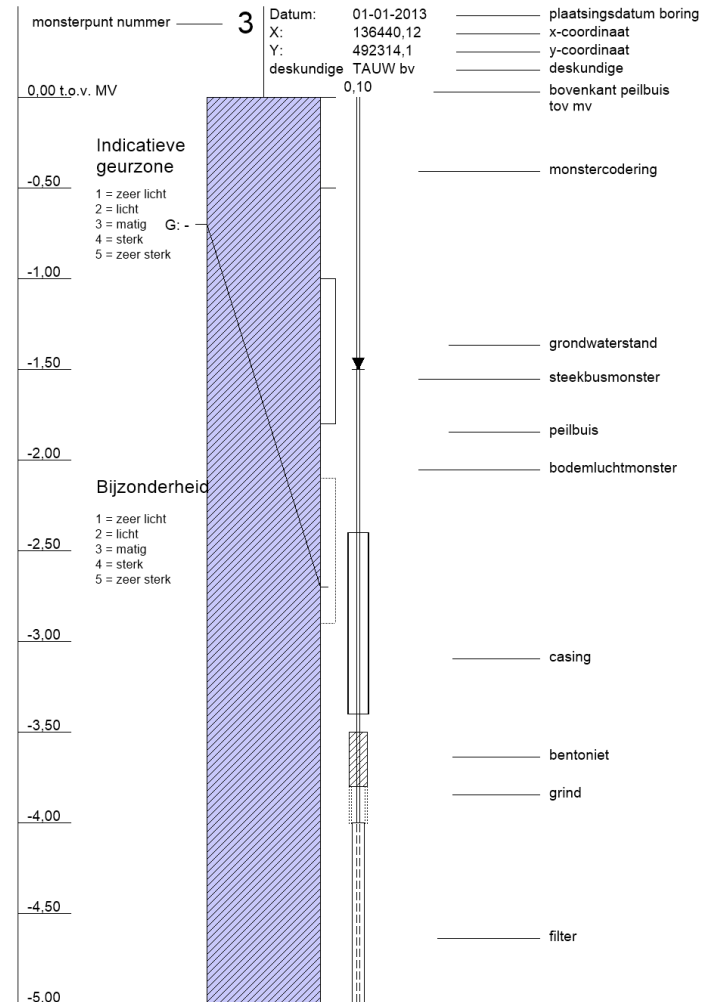 monsterpunt nummer
3
Datum: 01-01-2013 plaatsingsdatum boring
X: 136440,12 x-coordinaat
Y: 492314,1 y-coordinaat
deskundige TAUW bv deskundige
0,00 t.o.v. MV
0,10
bovenkant peilbuis
tov mv
Indicatieve
geurzone
monstercodering
-0,50
1 = zeer licht
2 = licht
3 = matig G: -
4 = sterk
5 = zeer sterk
-1,00
grondwaterstand
-1,50
steekbusmonster
peilbuis
-2,00
bodemluchtmonster
Bijzonderheid
1 = zeer licht
2 = licht
-2,50
3 = matig
4 = sterk
5 = zeer sterk
-3,00
casing
-3,50
bentoniet
grind
-4,00
-4,50
filter
-5,00